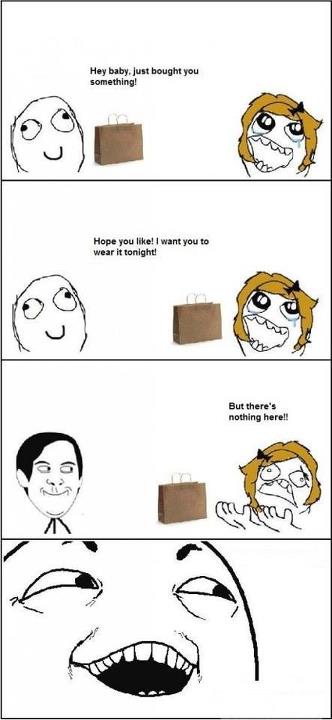 Hey baby, just bought you
something!
Hope you like! I want you to
wear it tonight!
But there's
nothing here!!